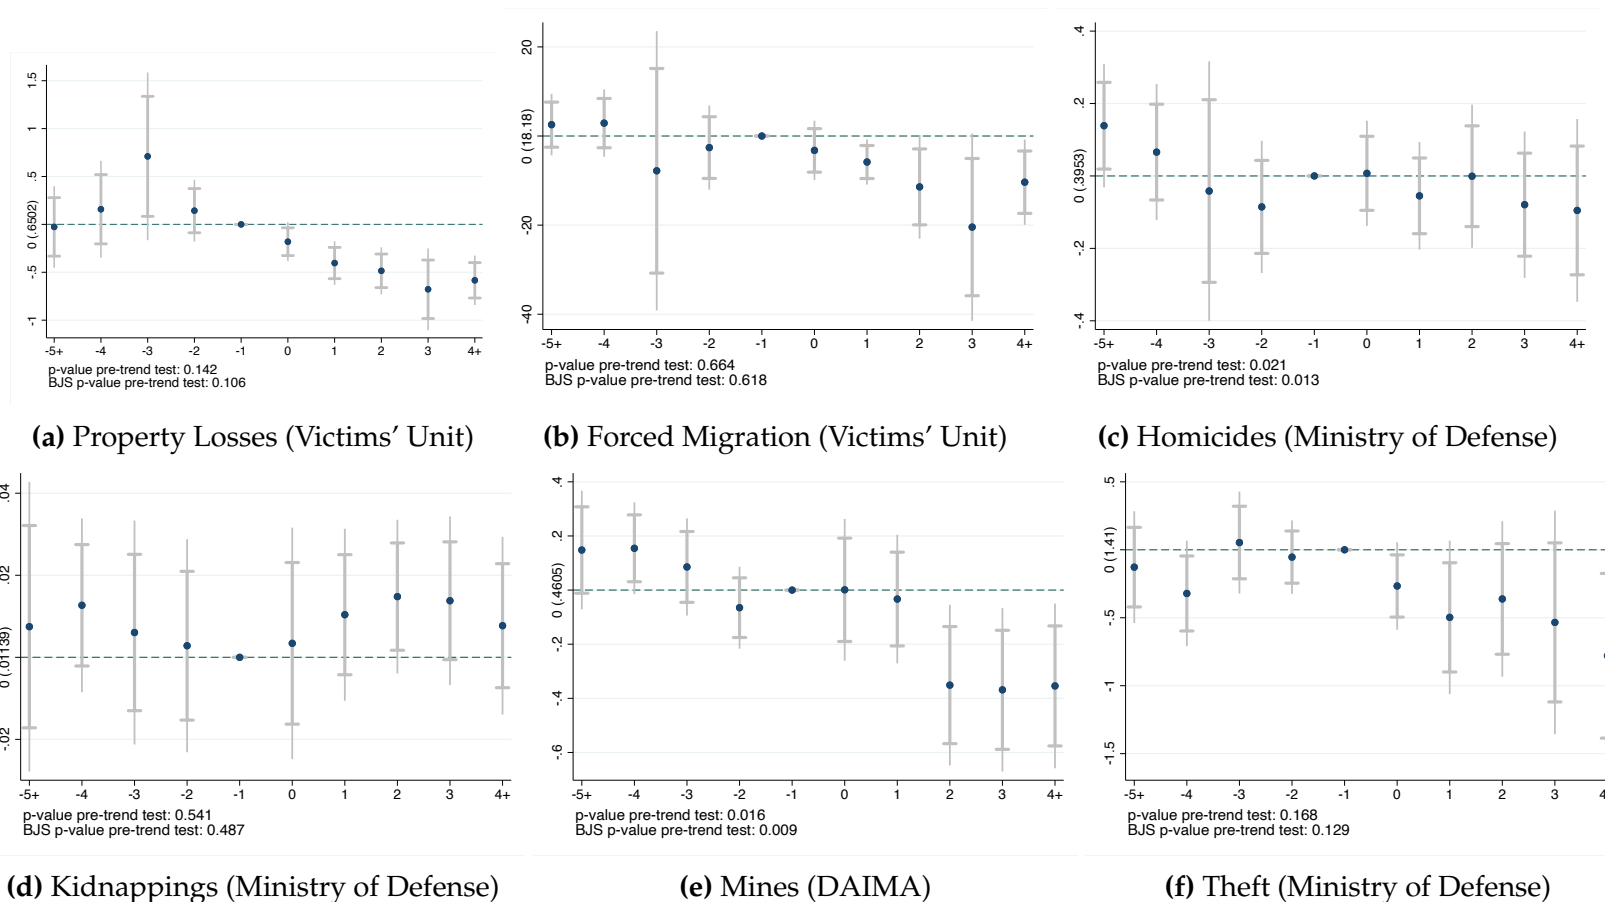 1.5
1
.5
0 (.6502)
-.5
-1
-5+ -4 -3 -2 -1 0 1 2 3 4+
p-value pre-trend test: 0.142
BJS p-value pre-trend test: 0.106
(a) Property Losses (Victims' Unit)
20
0 (18.18)
-20
-40
-5+ -4 -3 -2 -1 0 1 2 3 4+
p-value pre-trend test: 0.664
BJS p-value pre-trend test: 0.618
(b) Forced Migration (Victims' Unit)
.4
.2
0 (.3953)
-.2
-.4
-5+ -4 -3 -2 -1 0 1 2 3 4+
p-value pre-trend test: 0.021
BJS p-value pre-trend test: 0.013
(c) Homicides (Ministry of Defense)
.04
.02
0 (.01139)
-.02
-5+ -4 -3 -2 -1 0 1 2 3 4+
p-value pre-trend test: 0.541
BJS p-value pre-trend test: 0.487
(d) Kidnappings (Ministry of Defense)
.4
.2
0 (.4605)
-.2
-.4
-.6
-5+ -4 -3 -2 -1 0 1 2 3 4+
p-value pre-trend test: 0.016
BJS p-value pre-trend test: 0.009
(e) Mines (DAIMA)
.5
0 (1.41)
-.5
-1
-1.5
-5+ -4 -3 -2 -1 0 1 2 3 4
p-value pre-trend test: 0.168
BJS p-value pre-trend test: 0.129
(f) Theft (Ministry of Defense)